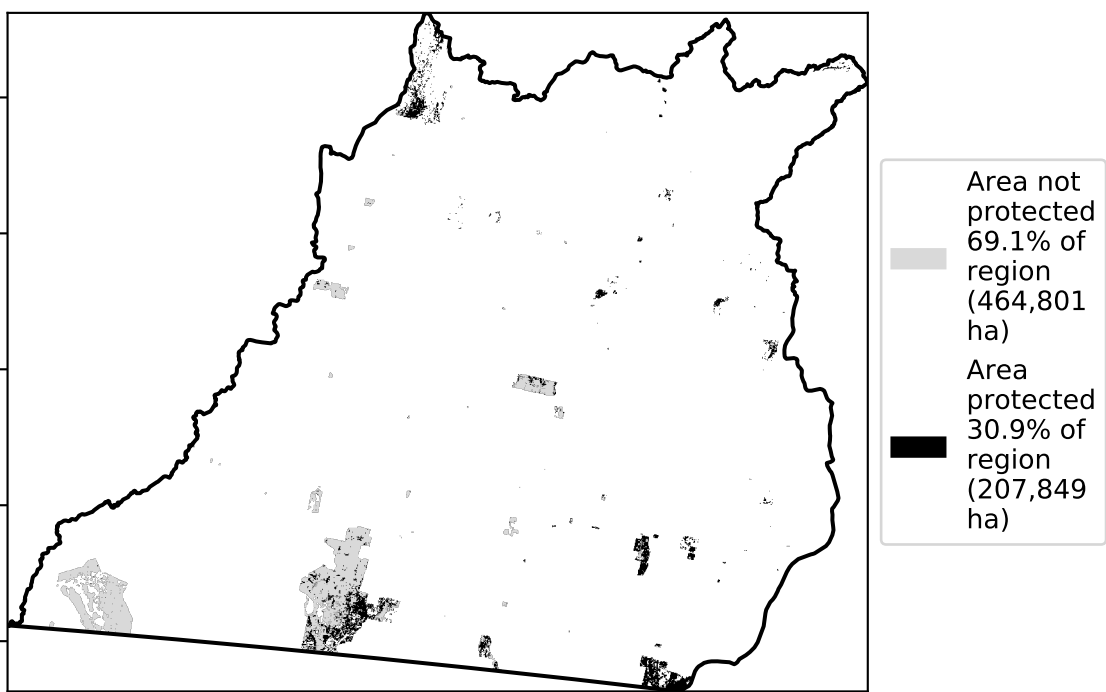 Area not
protected
69.1% of
region
(464,801
ha)
Area
protected
30.9% of
region
(207,849
ha)